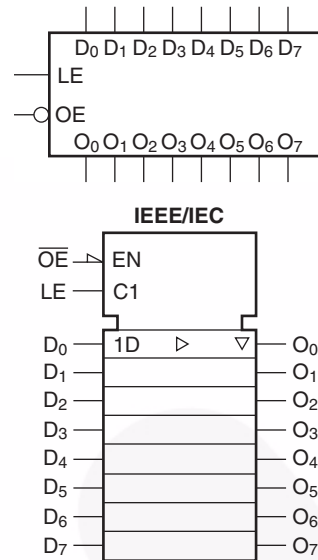 D₀ D₁ D₂ D₃ D₄ D₅ D₆ D₇
LE
OE
O₀ O₁ O₂ O₃ O₄ O₅ O₆ O₇
IEEE/IEC
O̅E̅ EN
LE C1
D₀ 1D O₀
D₁ O₁
D₂ O₂
D₃ O₃
D₄ O₄
D₅ O₅
D₆ O₆
D₇ O₇